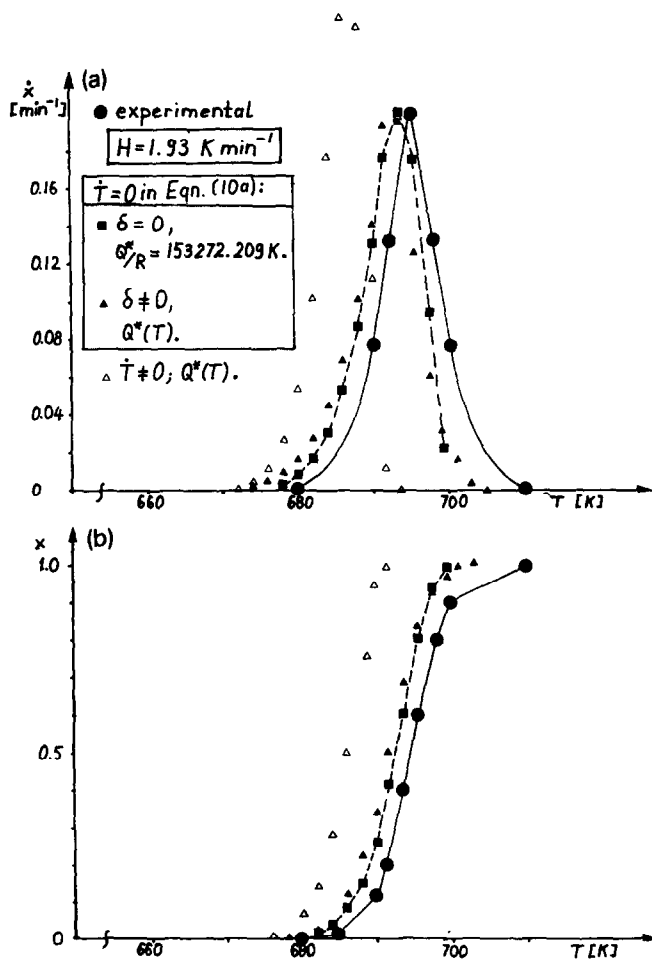 (a)
ẋ
[min⁻¹]
● experimental
H=1.93 K min⁻¹
Ṫ=0 in Eqn. (10a):
■ δ=0,
Q*/R = 153272.209K.
▲ δ≠0,
Q*(T).
△ Ṫ≠0; Q*(T).
0.16
0.12
0.08
0.04
0
660
680
700
T [K]
(b)
x
1.0
0.5
0
660
680
700
T [K]